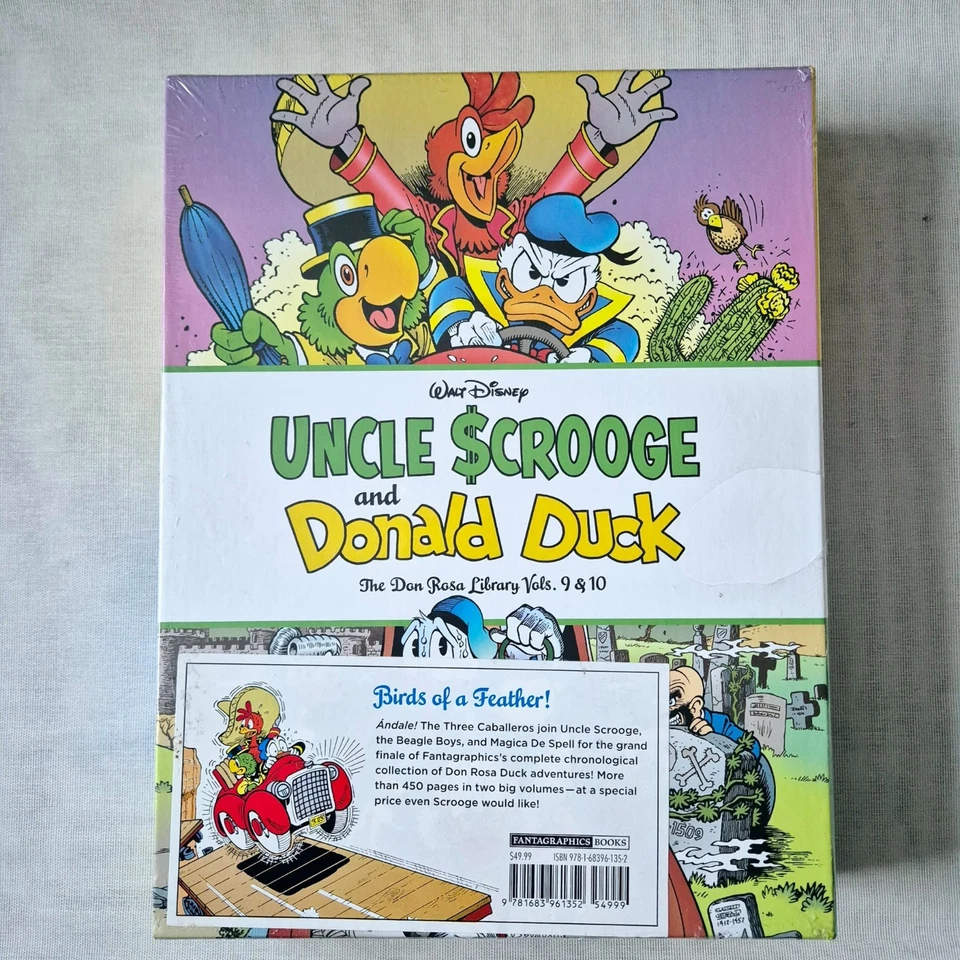 WALT DISNEY
UNCLE $CROOGE
and
Donald Duck
The Don Rosa Library Vols. 9 & 10
Birds of a Feather!
Ándale! The Three Caballeros join Uncle Scrooge,
the Beagle Boys, and Magica De Spell for the grand
finale of Fantagraphics's complete chronological
collection of Don Rosa Duck adventures! More
than 450 pages in two big volumes—at a special
price even Scrooge would like!
FANTAGRAPHICS BOOKS
$49.99 ISBN 978-1-68396-135-2
9 781683 961352 54999
1509